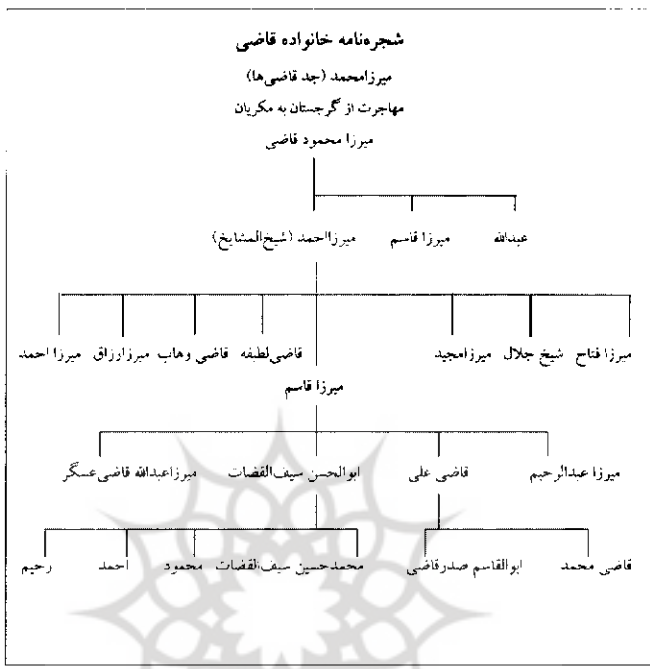 شجره‌نامه خانواده قاضی
میرزامحمد (جد قاضی‌ها)
مهاجرت از گرجستان به مکریان
میرزا محمود قاضی
عبدالله میرزا قاسم میرزااحمد (شیخ‌المشایخ)
میرزا فتاح شیخ جلال میرزامجید قاضی‌لطیفه قاضی وهاب میرزارزاق میرزا احمد
میرزا قاسم
میرزا عبدالرحیم قاضی علی ابوالحسن سیف‌القضات میرزاعبدالله قاضی‌عسگر
قاضی محمد ابوالقاسم صدرقاضی محمدحسین سیف‌القضات محمود احمد رحیم